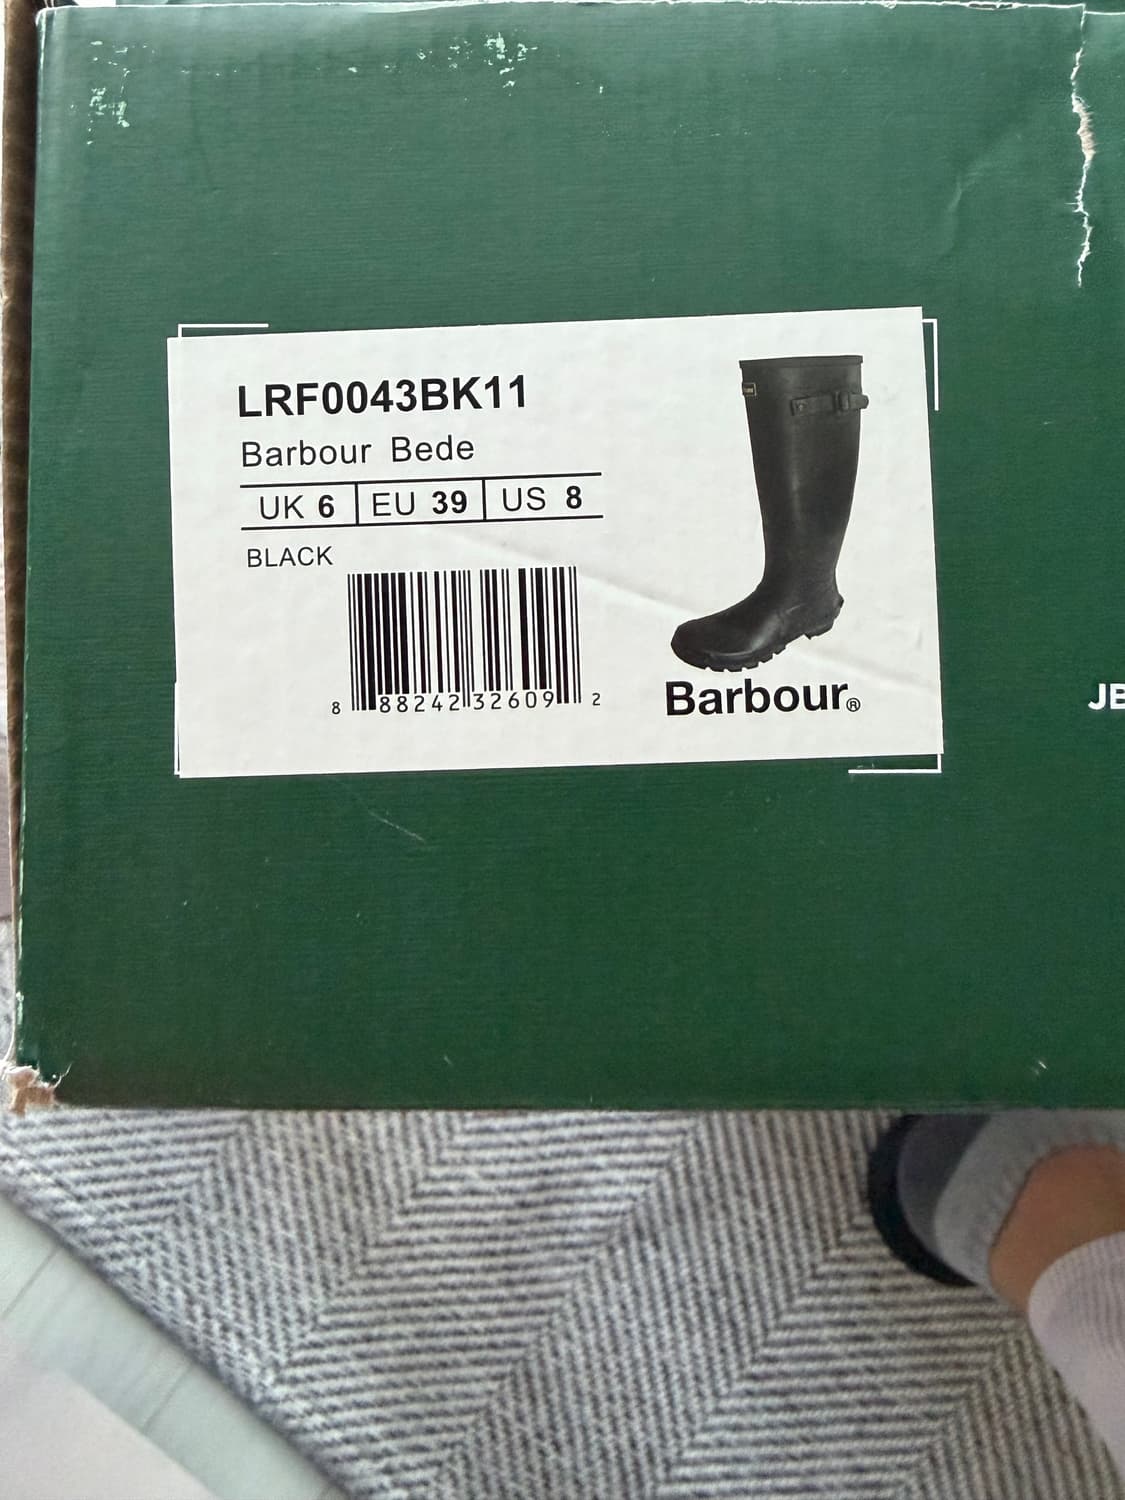 LRF0043BK11
Barbour Bede
UK 6 EU 39 US 8
BLACK
8 88242 32609 2
Barbour®
JB